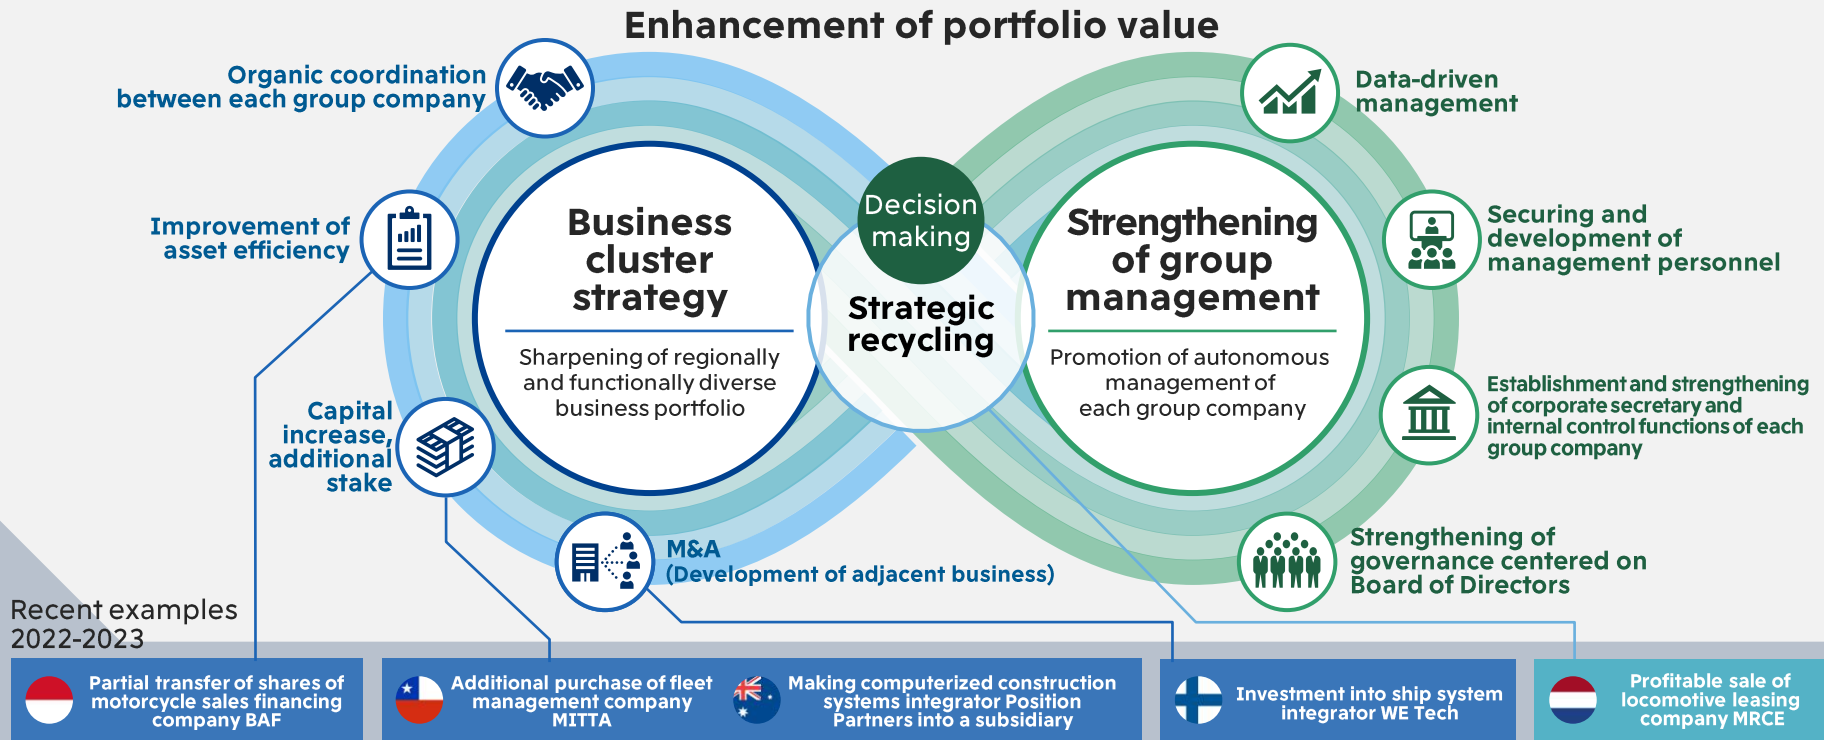 Enhancement of portfolio value
Organic coordination
between each group company
Improvement of
asset efficiency
Capital
increase,
additional
stake
M&A
(Development of adjacent business)
Business
cluster
strategy
Sharpening of regionally
and functionally diverse
business portfolio
Decision
making
Strategic
recycling
Strengthening
of group
management
Promotion of autonomous
management of
each group company
Data-driven
management
Securing and
development of
management personnel
Establishment and strengthening
of corporate secretary and
internal control functions of each
group company
Strengthening of
governance centered on
Board of Directors
Recent examples
2022-2023
Partial transfer of shares of
motorcycle sales financing
company BAF
Additional purchase of fleet
management company
MITTA
Making computerized construction
systems integrator Position
Partners into a subsidiary
Investment into ship system
integrator WE Tech
Profitable sale of
locomotive leasing
company MRCE